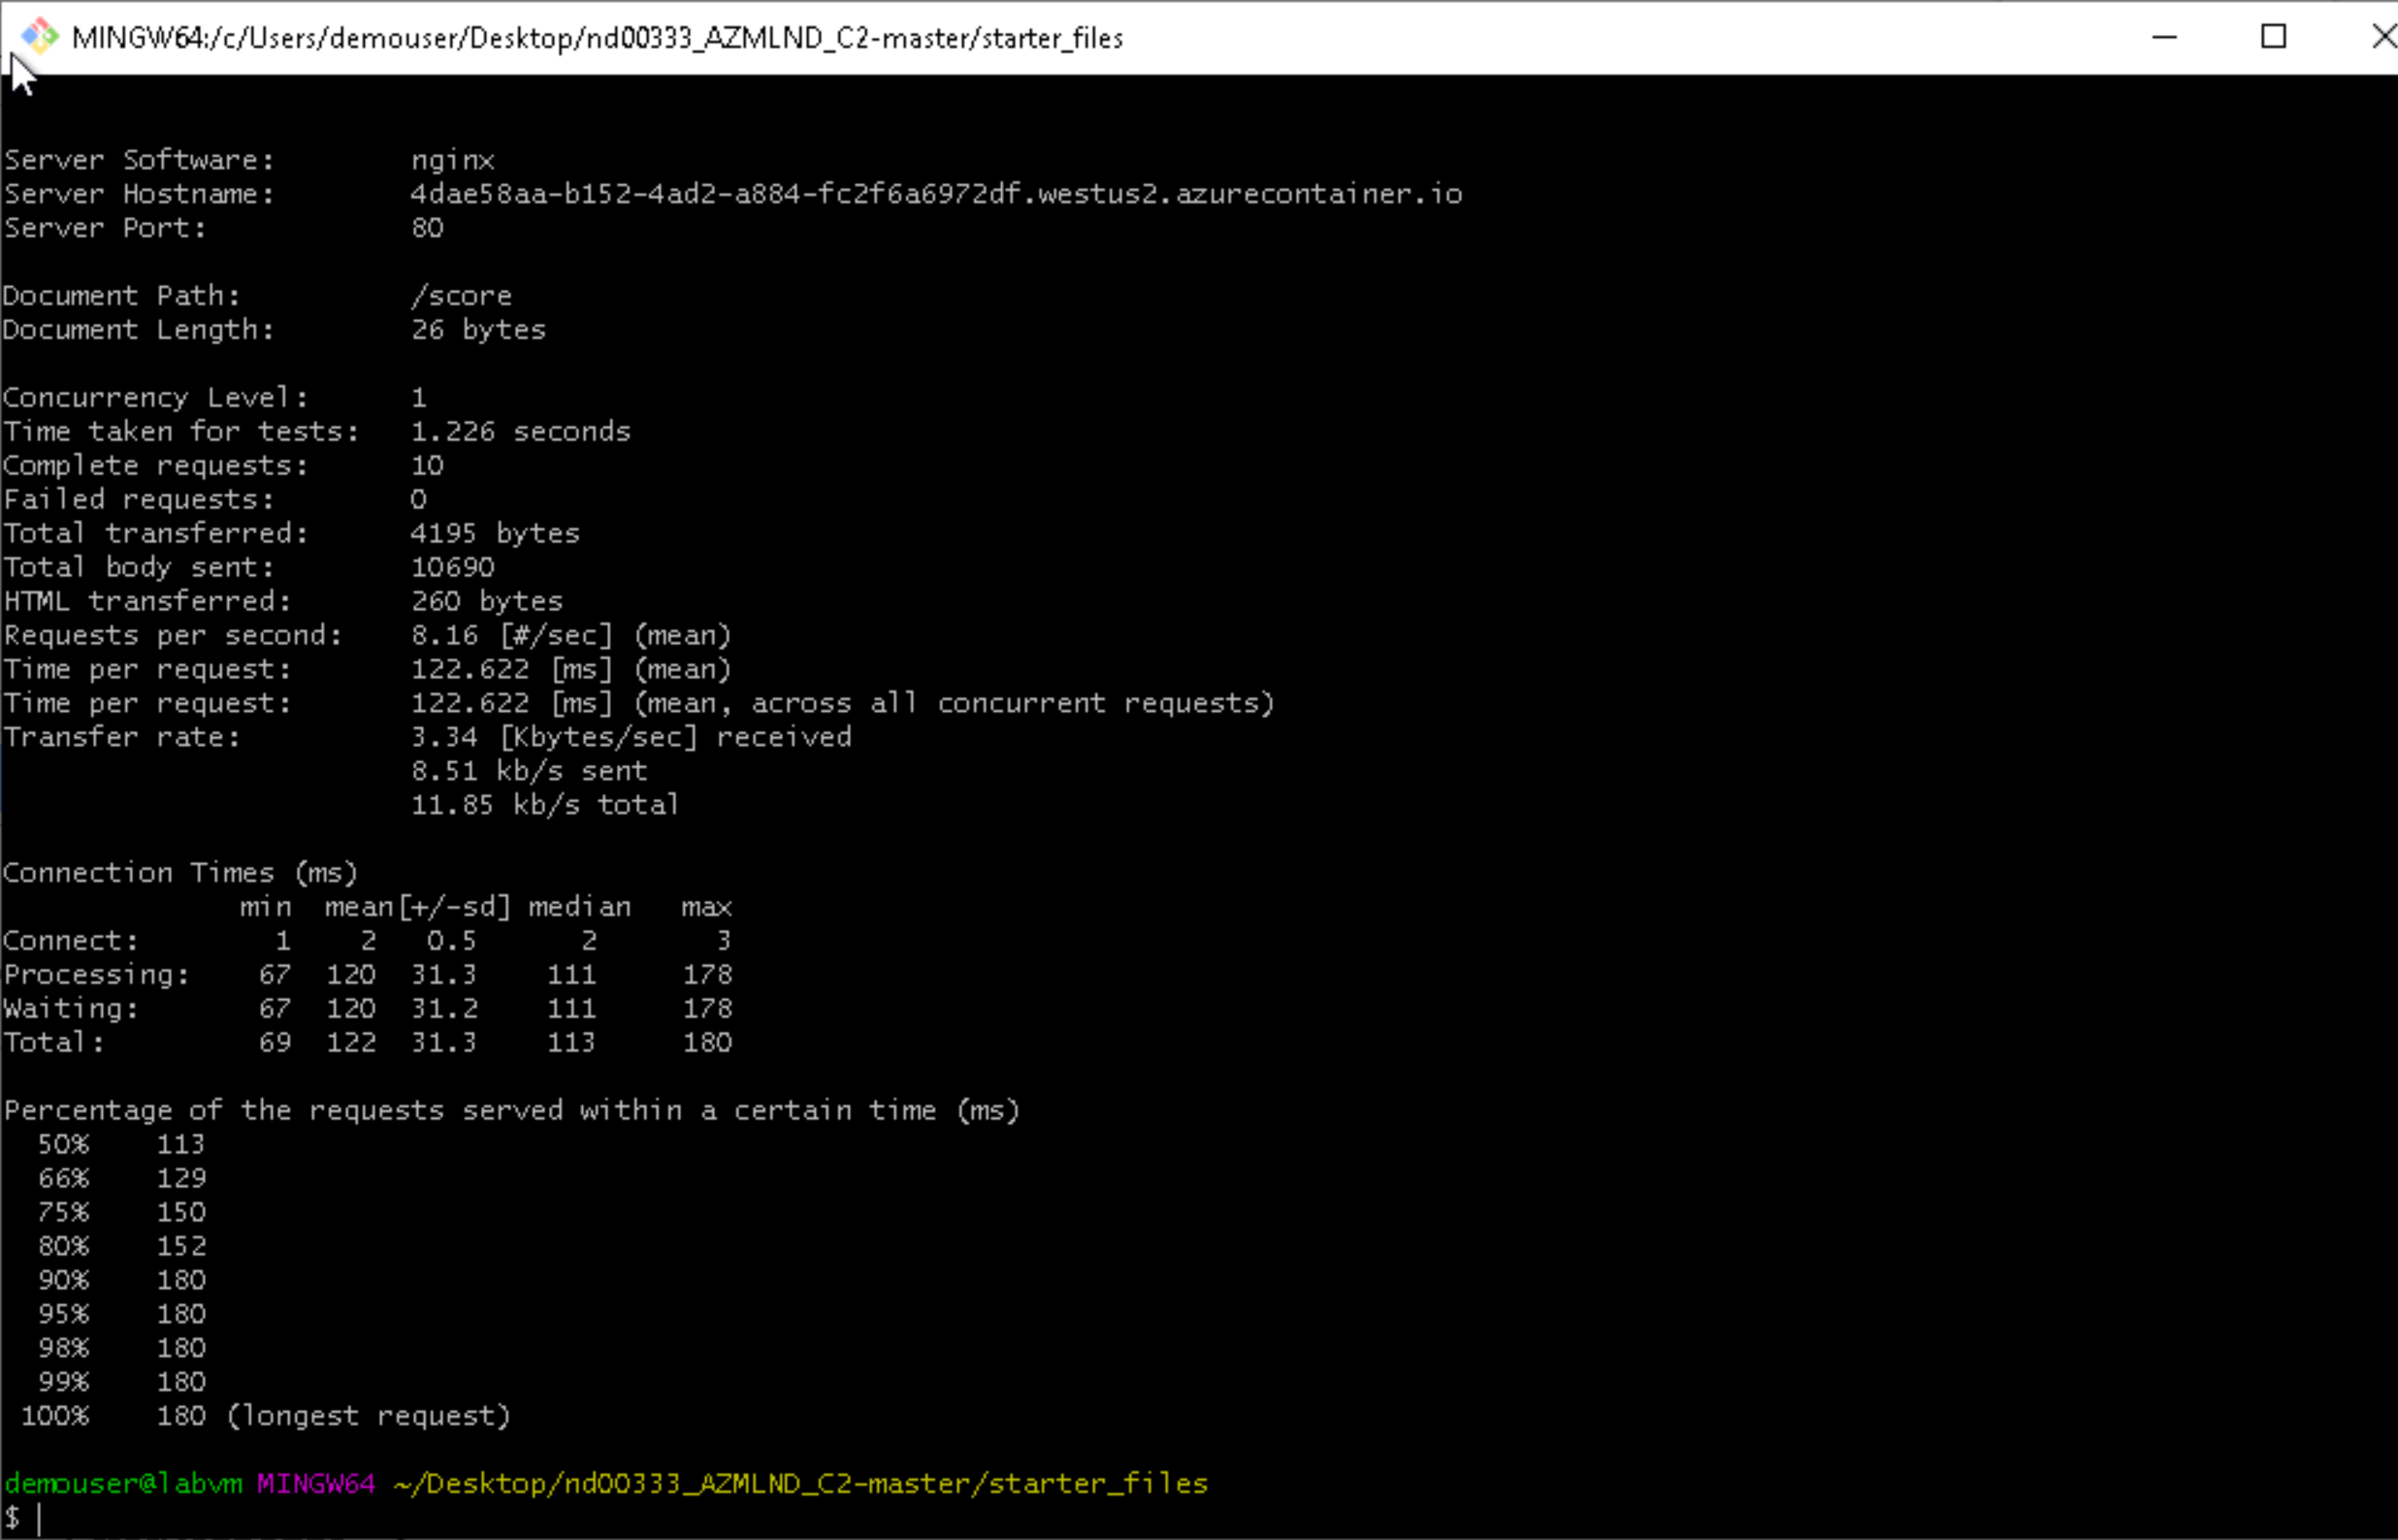 MINGW64:/c/Users/demouser/Desktop/nd00333_AZMLND_C2-master/starter_files
Server Software:        nginx
Server Hostname:        4dae58aa-b152-4ad2-a884-fc2f6a6972df.westus2.azurecontainer.io
Server Port:            80
Document Path:          /score
Document Length:        26 bytes
Concurrency Level:      1
Time taken for tests:   1.226 seconds
Complete requests:      10
Failed requests:        0
Total transferred:      4195 bytes
Total body sent:        10690
HTML transferred:       260 bytes
Requests per second:    8.16 [#/sec] (mean)
Time per request:       122.622 [ms] (mean)
Time per request:       122.622 [ms] (mean, across all concurrent requests)
Transfer rate:          3.34 [Kbytes/sec] received
                        8.51 kb/s sent
                        11.85 kb/s total
Connection Times (ms)
              min  mean[+/-sd] median   max
Connect:        1    2   0.5      2       3
Processing:    67  120  31.3    111     178
Waiting:       67  120  31.2    111     178
Total:         69  122  31.3    113     180
Percentage of the requests served within a certain time (ms)
  50%    113
  66%    129
  75%    150
  80%    152
  90%    180
  95%    180
  98%    180
  99%    180
 100%    180 (longest request)
demouser@labvm MINGW64 ~/Desktop/nd00333_AZMLND_C2-master/starter_files
$